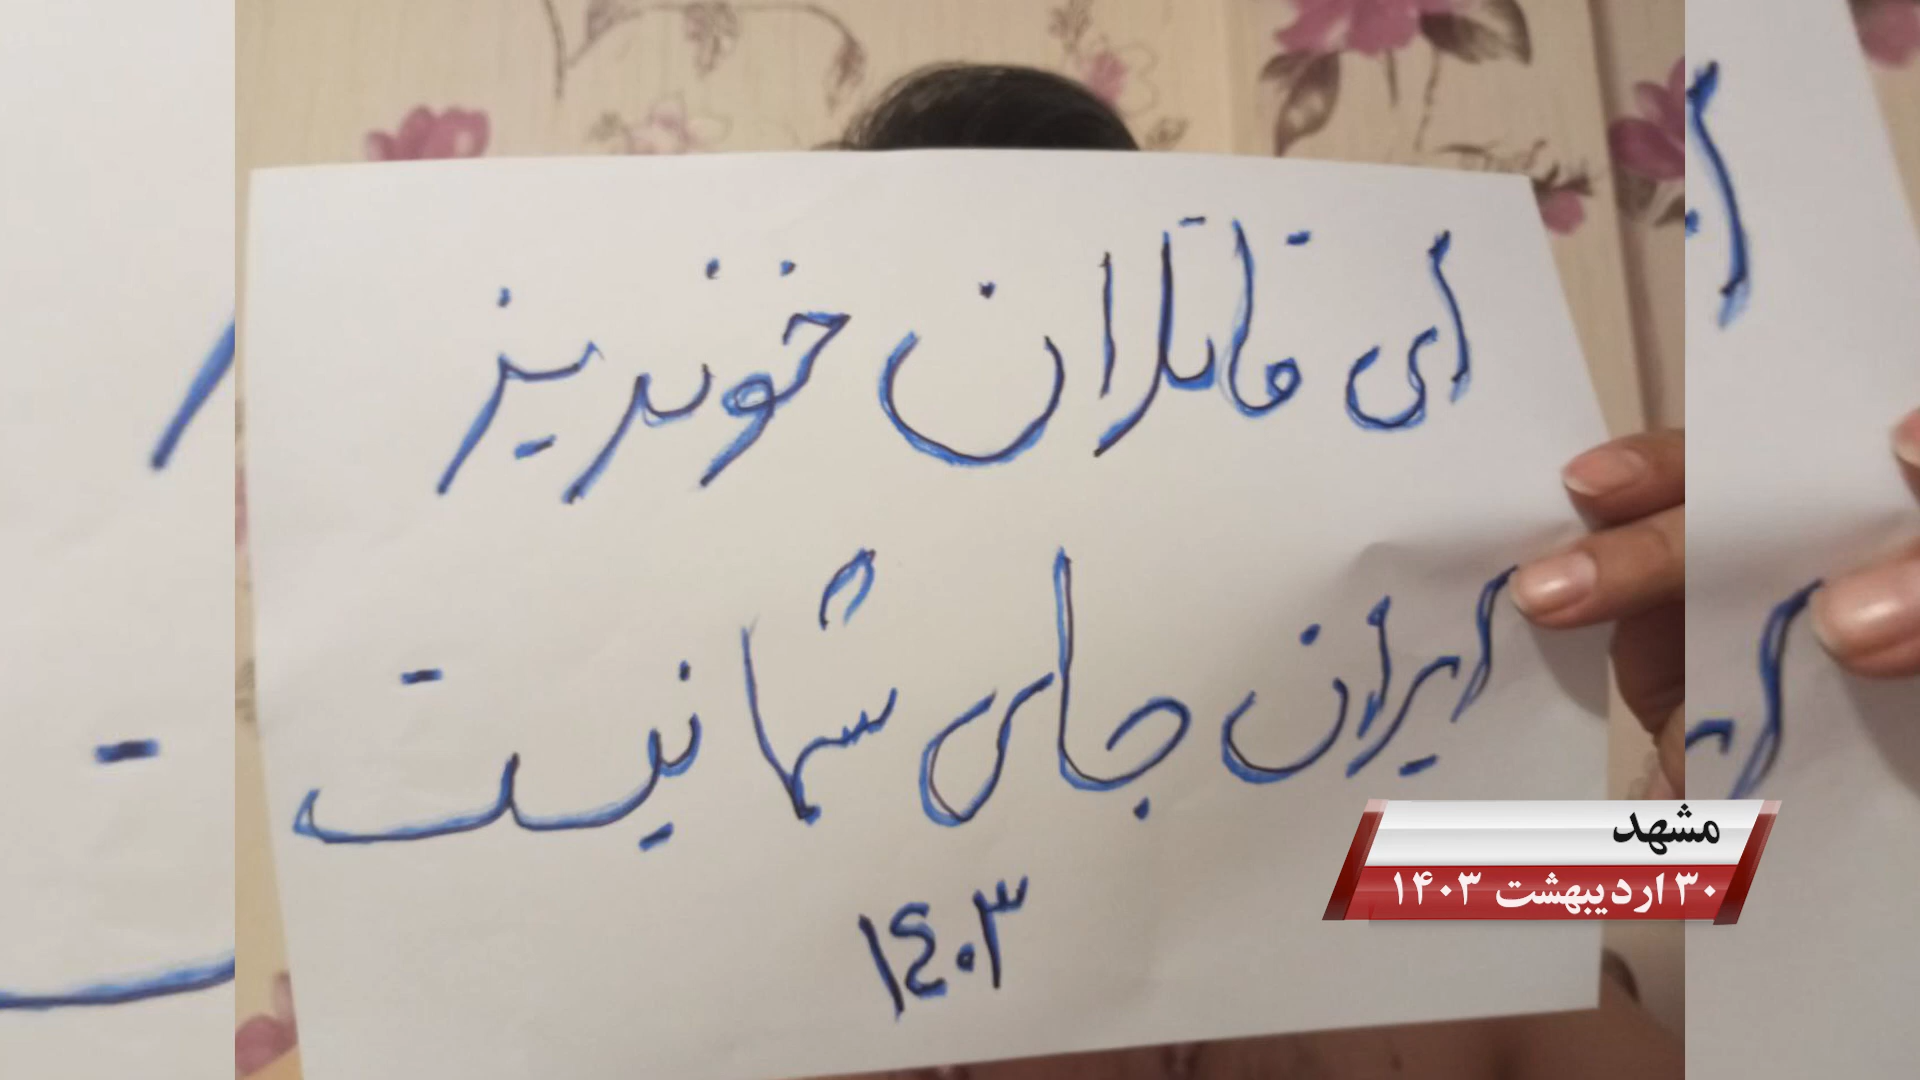 ای قاتلان خونریز
ایران جای شما نیست
۱۴۰۳
مشهد
۳۰ اردیبهشت ۱۴۰۳